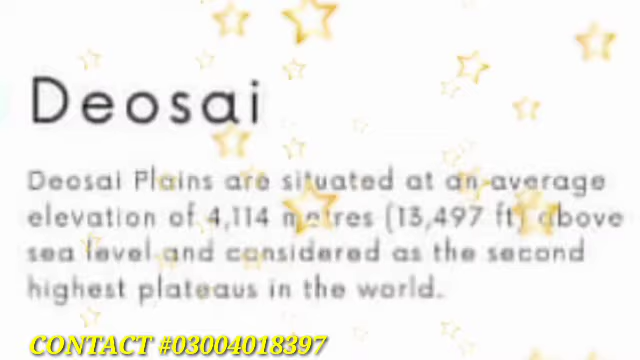 Deosai
Deosai Plains are situated at an average
elevation of 4,114 metres (13,497 ft) above
sea level and considered as the second
highest plateaus in the world.
CONTACT #03004018397